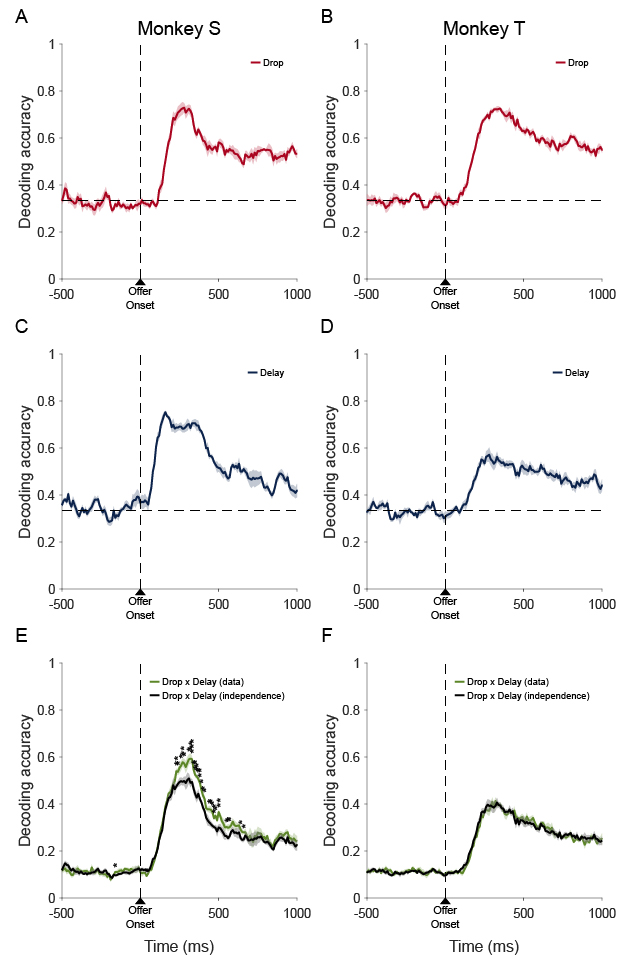 A
Monkey S
B
Monkey T
1
0.8
0.6
0.4
0.2
0
Decoding accuracy
Drop
-500
Offer
Onset
500
1000
1
0.8
0.6
0.4
0.2
0
Decoding accuracy
Drop
-500
Offer
Onset
500
1000
C
1
0.8
0.6
0.4
0.2
0
Decoding accuracy
Delay
-500
Offer
Onset
500
1000
D
1
0.8
0.6
0.4
0.2
0
Decoding accuracy
Delay
-500
Offer
Onset
500
1000
E
1
0.8
0.6
0.4
0.2
0
Decoding accuracy
Drop x Delay (data)
Drop x Delay (independence)
-500
Offer
Onset
500
1000
Time (ms)
F
1
0.8
0.6
0.4
0.2
0
Decoding accuracy
Drop x Delay (data)
Drop x Delay (independence)
-500
Offer
Onset
500
1000
Time (ms)